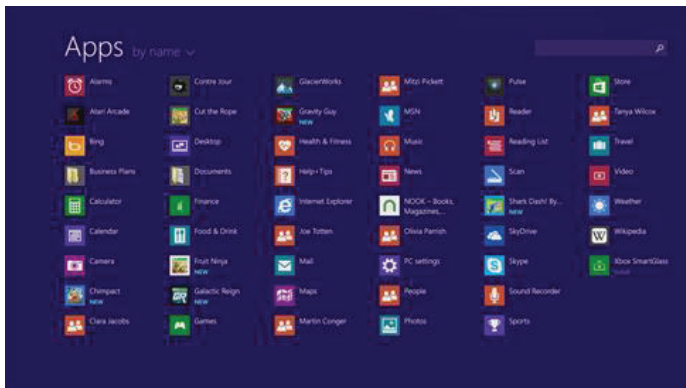 Apps by name
Alarms
Atari Arcade
Bing
Business Plans
Calculator
Calendar
Camera
Chimpact
NEW
Clara Jacobs
Contre Jour
Cut the Rope
Desktop
Documents
Finance
Food & Drink
Fruit Ninja
NEW
Galactic Reign
NEW
Games
GlacierWorks
Gravity Guy
NEW
Health & Fitness
Help+Tips
Internet Explorer
Joe Totten
Mail
Maps
Martin Conger
Mitzi Pickett
MSN
Music
News
NOOK – Books,
Magazines,...
Olivia Parrish
PC settings
People
Photos
Pulse
Reader
Reading List
Scan
Shark Dash! By...
NEW
SkyDrive
Skype
Sound Recorder
Sports
Store
Tanya Wilcox
Travel
Video
Weather
Wikipedia
Xbox SmartGlass
Install